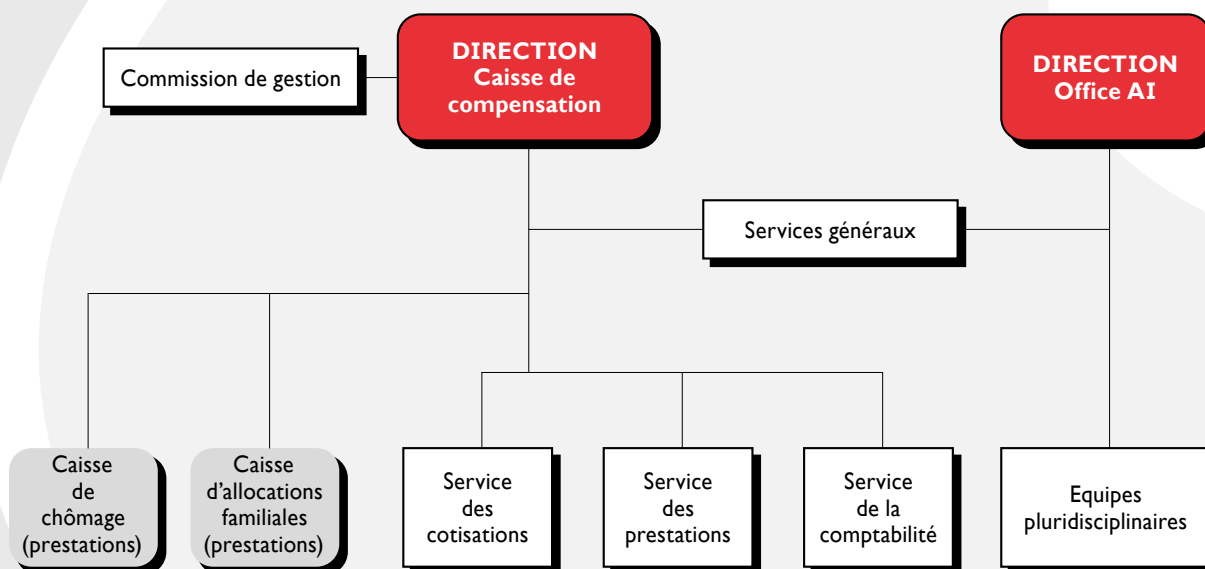 Commission de gestion
DIRECTION
Caisse de
compensation
DIRECTION
Office AI
Services généraux
Caisse
de
chômage
(prestations)
Caisse
d'allocations
familiales
(prestations)
Service
des
cotisations
Service
des
prestations
Service
de la
comptabilité
Equipes
pluridisciplinaires